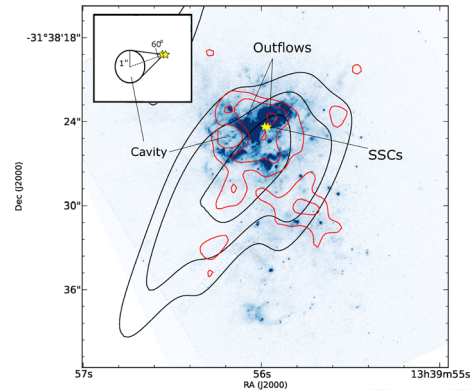 -31°38'18"
60°
1"
Outflows
24"
Cavity
SSCs
Dec (J2000)
30"
36"
57s
56s
13h39m55s
RA (J2000)